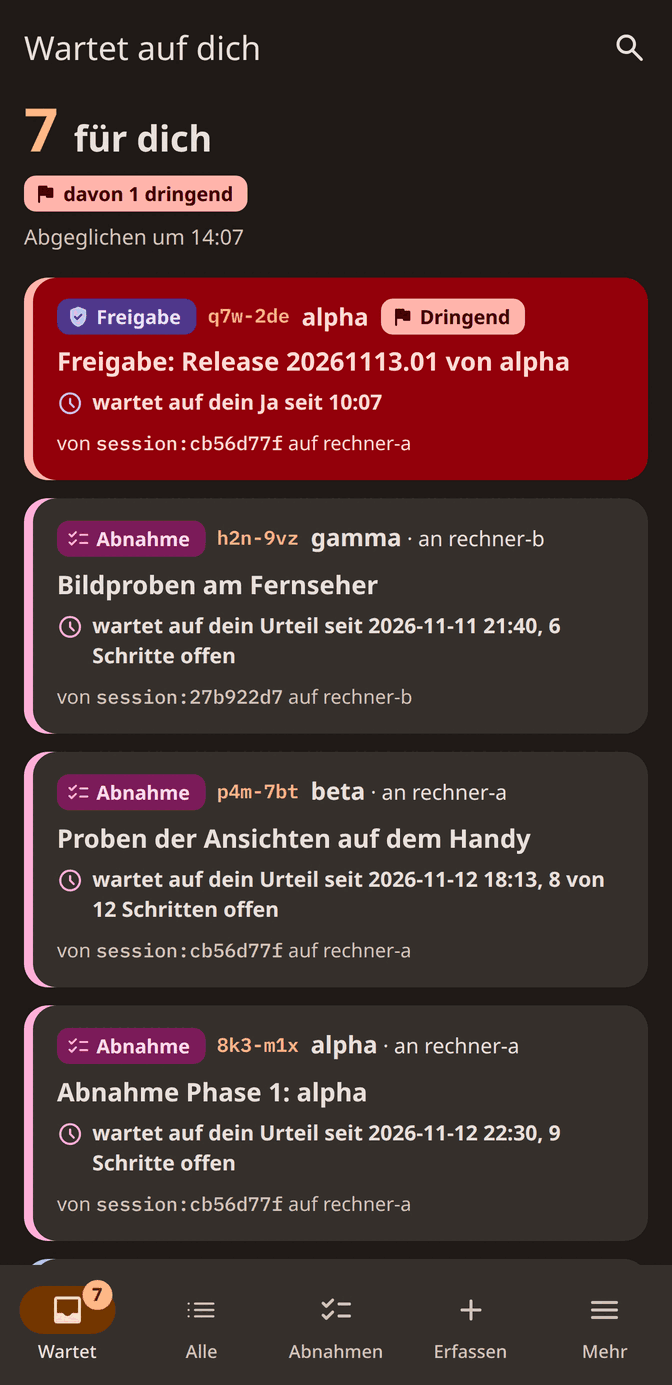 Wartet auf dich
7 für dich
davon 1 dringend
Abgeglichen um 14:07
Freigabe q7w-2de alpha Dringend
Freigabe: Release 20261113.01 von alpha
wartet auf dein Ja seit 10:07
von session:cb56d77f auf rechner-a
Abnahme h2n-9vz gamma · an rechner-b
Bildproben am Fernseher
wartet auf dein Urteil seit 2026-11-11 21:40, 6
Schritte offen
von session:27b922d7 auf rechner-b
Abnahme p4m-7bt beta · an rechner-a
Proben der Ansichten auf dem Handy
wartet auf dein Urteil seit 2026-11-12 18:13, 8 von
12 Schritten offen
von session:cb56d77f auf rechner-a
Abnahme 8k3-m1x alpha · an rechner-a
Abnahme Phase 1: alpha
wartet auf dein Urteil seit 2026-11-12 22:30, 9
Schritte offen
von session:cb56d77f auf rechner-a
7
Wartet Alle Abnahmen Erfassen Mehr